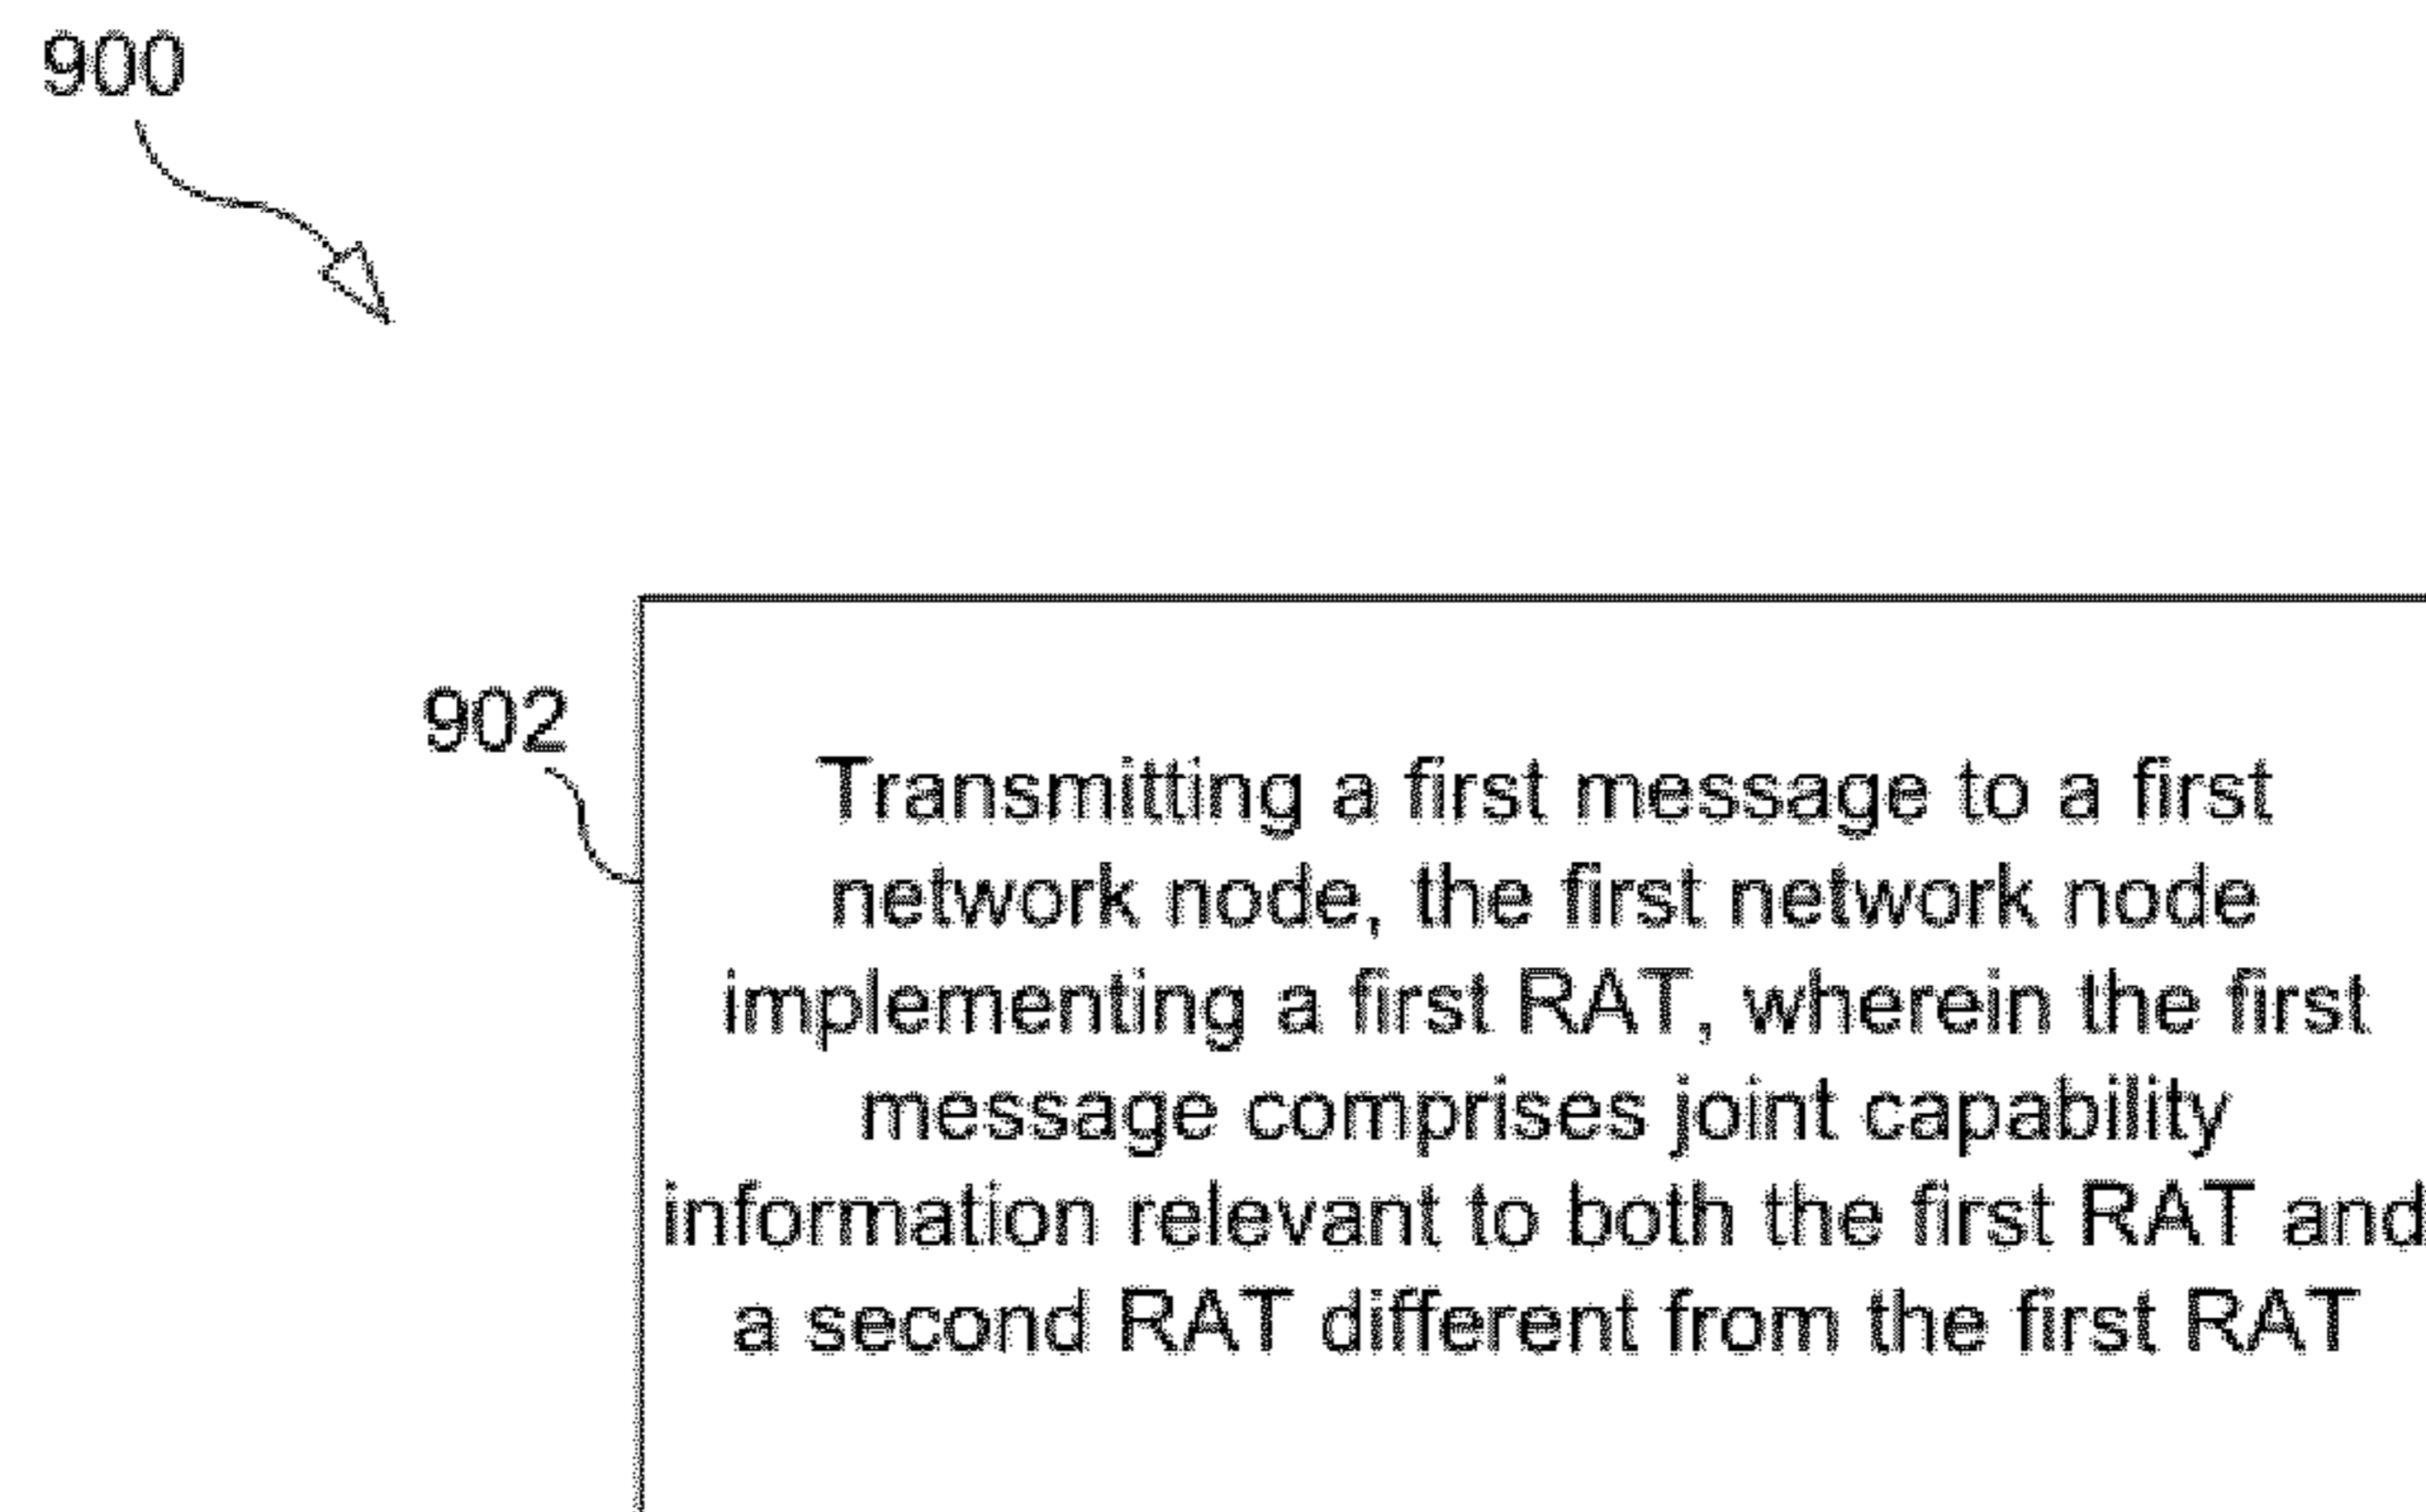 900
902
Transmitting a first message to a first
network node, the first network node
implementing a first RAT, wherein the first
message comprises joint capability
information relevant to both the first RAT and
a second RAT different from the first RAT